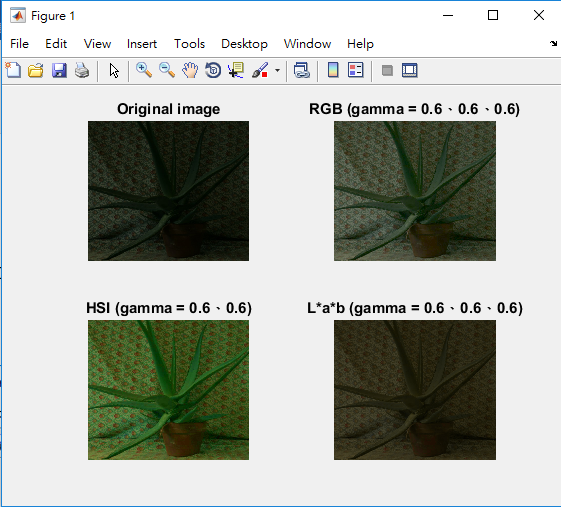 Figure 1
File Edit View Insert Tools Desktop Window Help
Original image
RGB (gamma = 0.6、0.6、0.6)
HSI (gamma = 0.6、0.6)
L*a*b (gamma = 0.6、0.6、0.6)